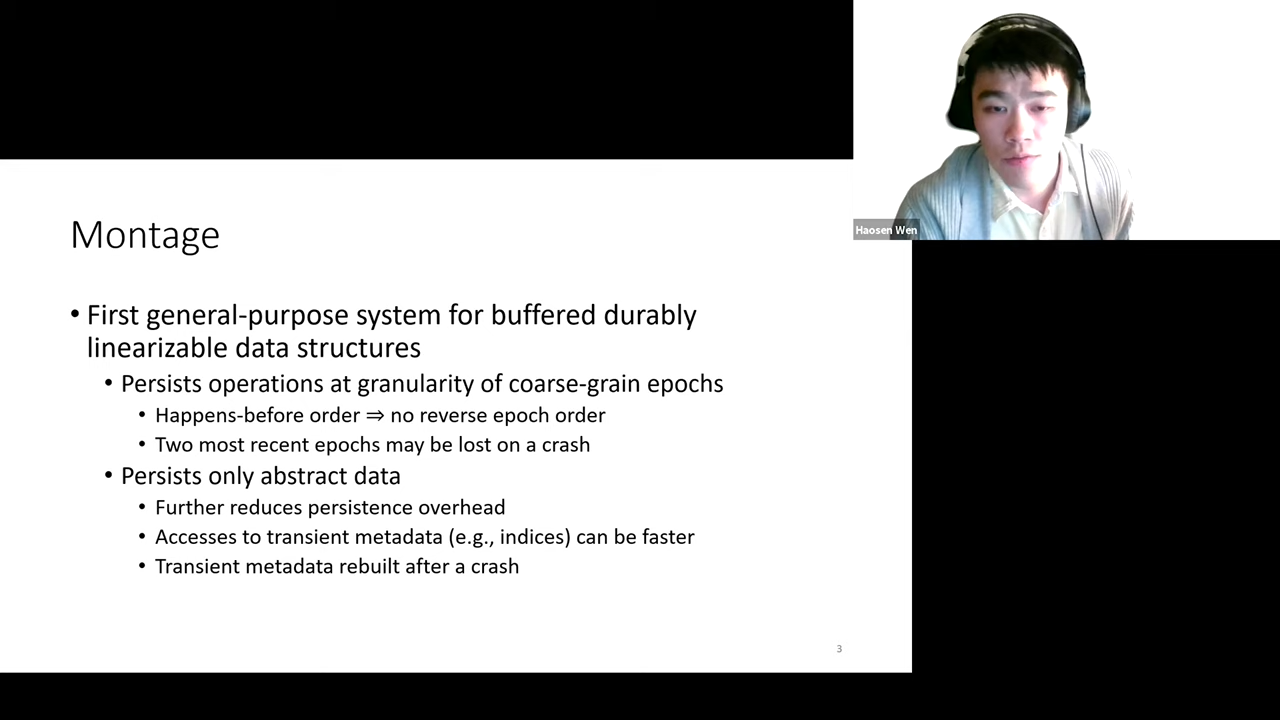 Haosen Wen
Montage
• First general-purpose system for buffered durably
linearizable data structures
• Persists operations at granularity of coarse-grain epochs
• Happens-before order ⇒ no reverse epoch order
• Two most recent epochs may be lost on a crash
• Persists only abstract data
• Further reduces persistence overhead
• Accesses to transient metadata (e.g., indices) can be faster
• Transient metadata rebuilt after a crash
3